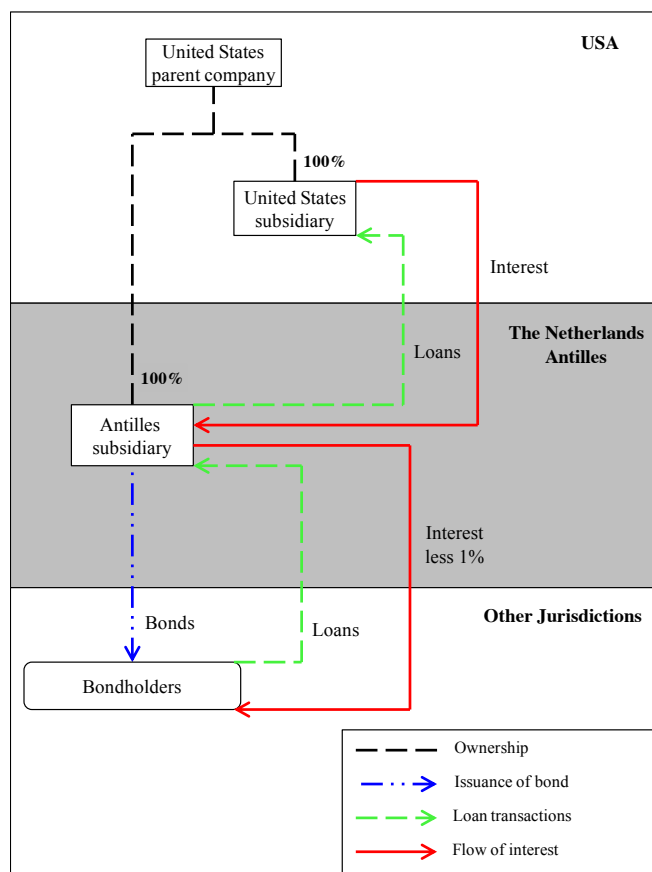 United States
parent company
USA
100%
United States
subsidiary
Interest
The Netherlands
Antilles
Loans
100%
Antilles
subsidiary
Interest
less 1%
Other Jurisdictions
Bonds
Loans
Bondholders
Ownership
Issuance of bond
Loan transactions
Flow of interest